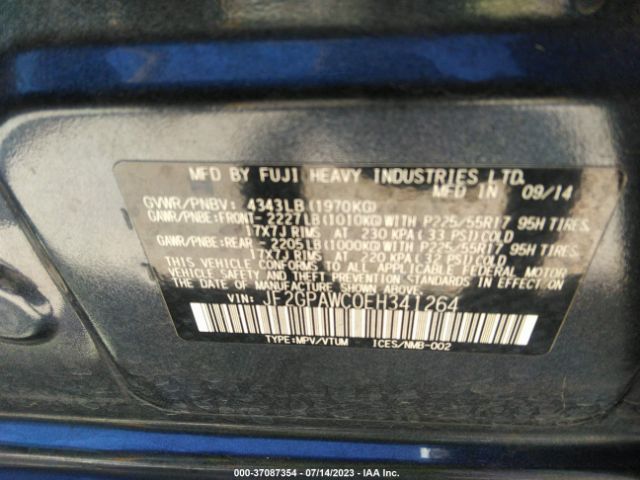 MFD BY FUJI HEAVY INDUSTRIES LTD.
MFD IN 09/14
GVWR/PNBV: 4343LB(1970KG)
GAWR/PNBE:FRONT-2227LB(1010KG)WITH P225/55R17 95H TIRES.
17X7J RIMS AT 230 KPA( 33 PSI)COLD
GAWR/PNBE:REAR -2205LB(1000KG)WITH P225/55R17 95H TIRES.
17X7J RIMS AT 220 KPA( 32 PSI)COLD
THIS VEHICLE CONFORMS TO ALL APPLICABLE FEDERAL MOTOR
VEHICLE SAFETY AND THEFT PREVENTION STANDARDS IN EFFECT ON
THE DATE OF MANUFACTURE SHOWN ABOVE.
VIN: JF2GPAWC0EH341264
TYPE:MPV/VTUM ICES/NMB-002
000-37087354 - 07/14/2023 - IAA Inc.